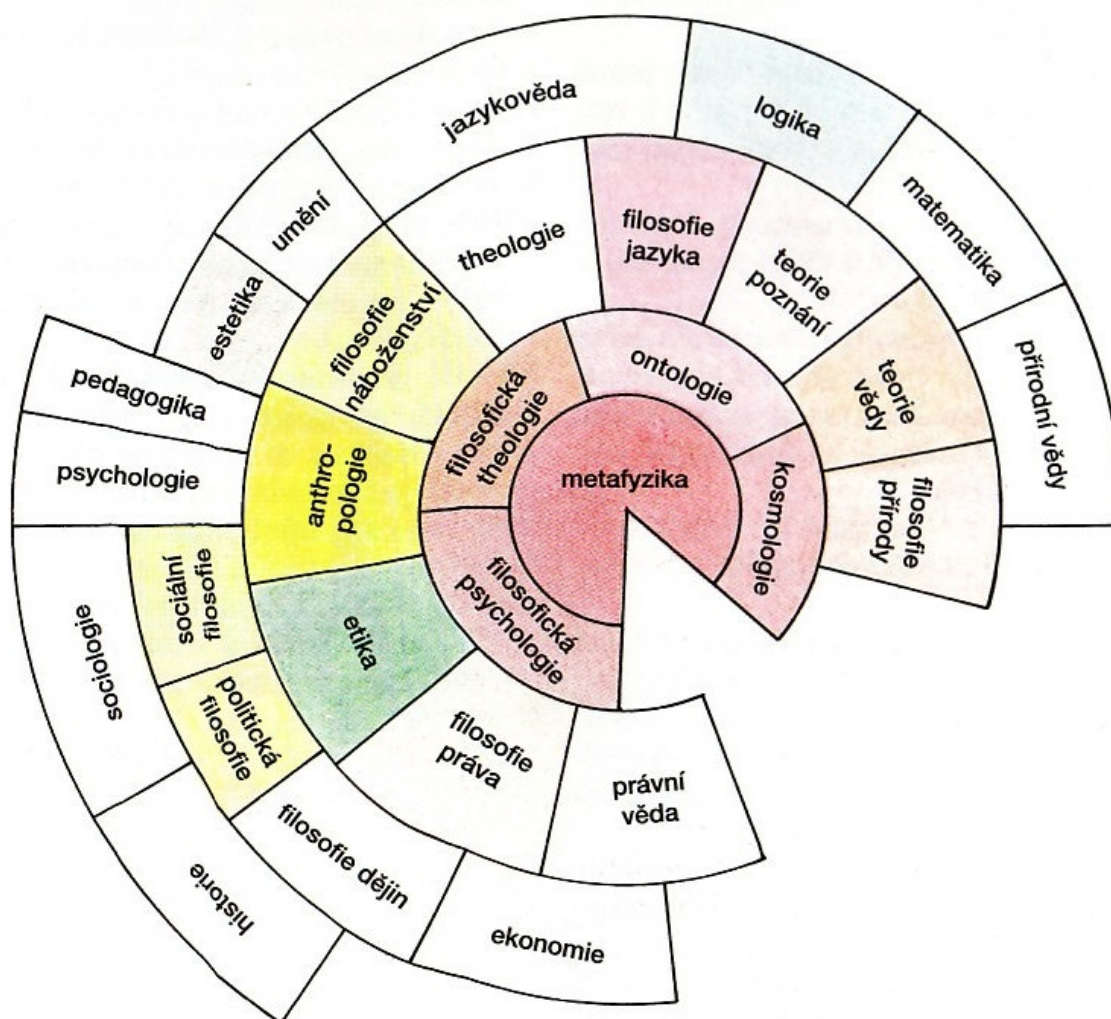 jazykověda
logika
matematika
přírodní vědy
umění
estetika
pedagogika
psychologie
sociologie
historie
theologie
filosofie
jazyka
teorie
poznání
teorie
vědy
filosofie
přírody
filosofie
náboženství
anthro-
pologie
etika
sociální
filosofie
politická
filosofie
filosofie dějin
ekonomie
filosofie
práva
právní
věda
ontologie
kosmologie
filosofická
theologie
filosofická
psychologie
metafyzika